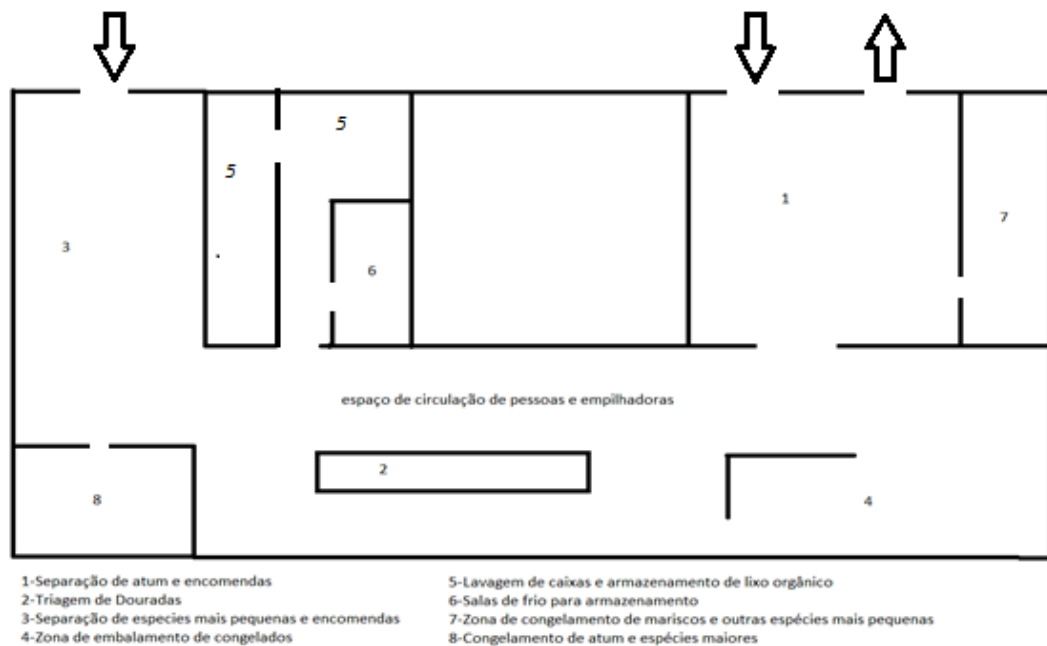 5
5
1
7
3
6
espaço de circulação de pessoas e empilhadoras
2
8
4
1-Separação de atum e encomendas
2-Triagem de Douradas
3-Separação de especies mais pequenas e encomendas
4-Zona de embalamento de congelados
5-Lavagem de caixas e armazenamento de lixo orgânico
6-Salas de frio para armazenamento
7-Zona de congelamento de mariscos e outras espécies mais pequenas
8-Congelamento de atum e espécies maiores